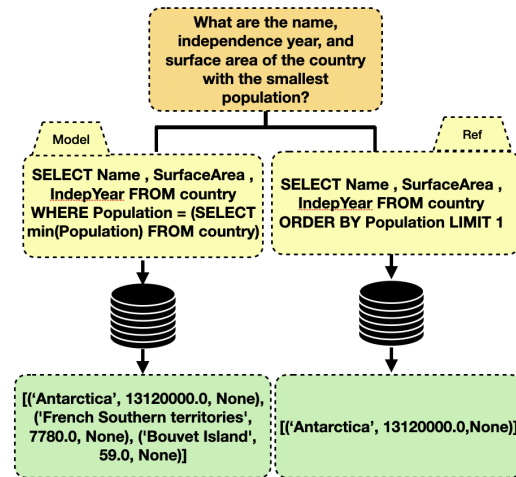 What are the name,
independence year, and
surface area of the country
with the smallest
population?
Model
SELECT Name , SurfaceArea ,
IndepYear FROM country
WHERE Population = (SELECT
min(Population) FROM country)
Ref
SELECT Name , SurfaceArea ,
IndepYear FROM country
ORDER BY Population LIMIT 1
[(‘Antarctica’, 13120000.0, None),
('French Southern territories',
7780.0, None), ('Bouvet Island',
59.0, None)]
[(‘Antarctica’, 13120000.0,None)]